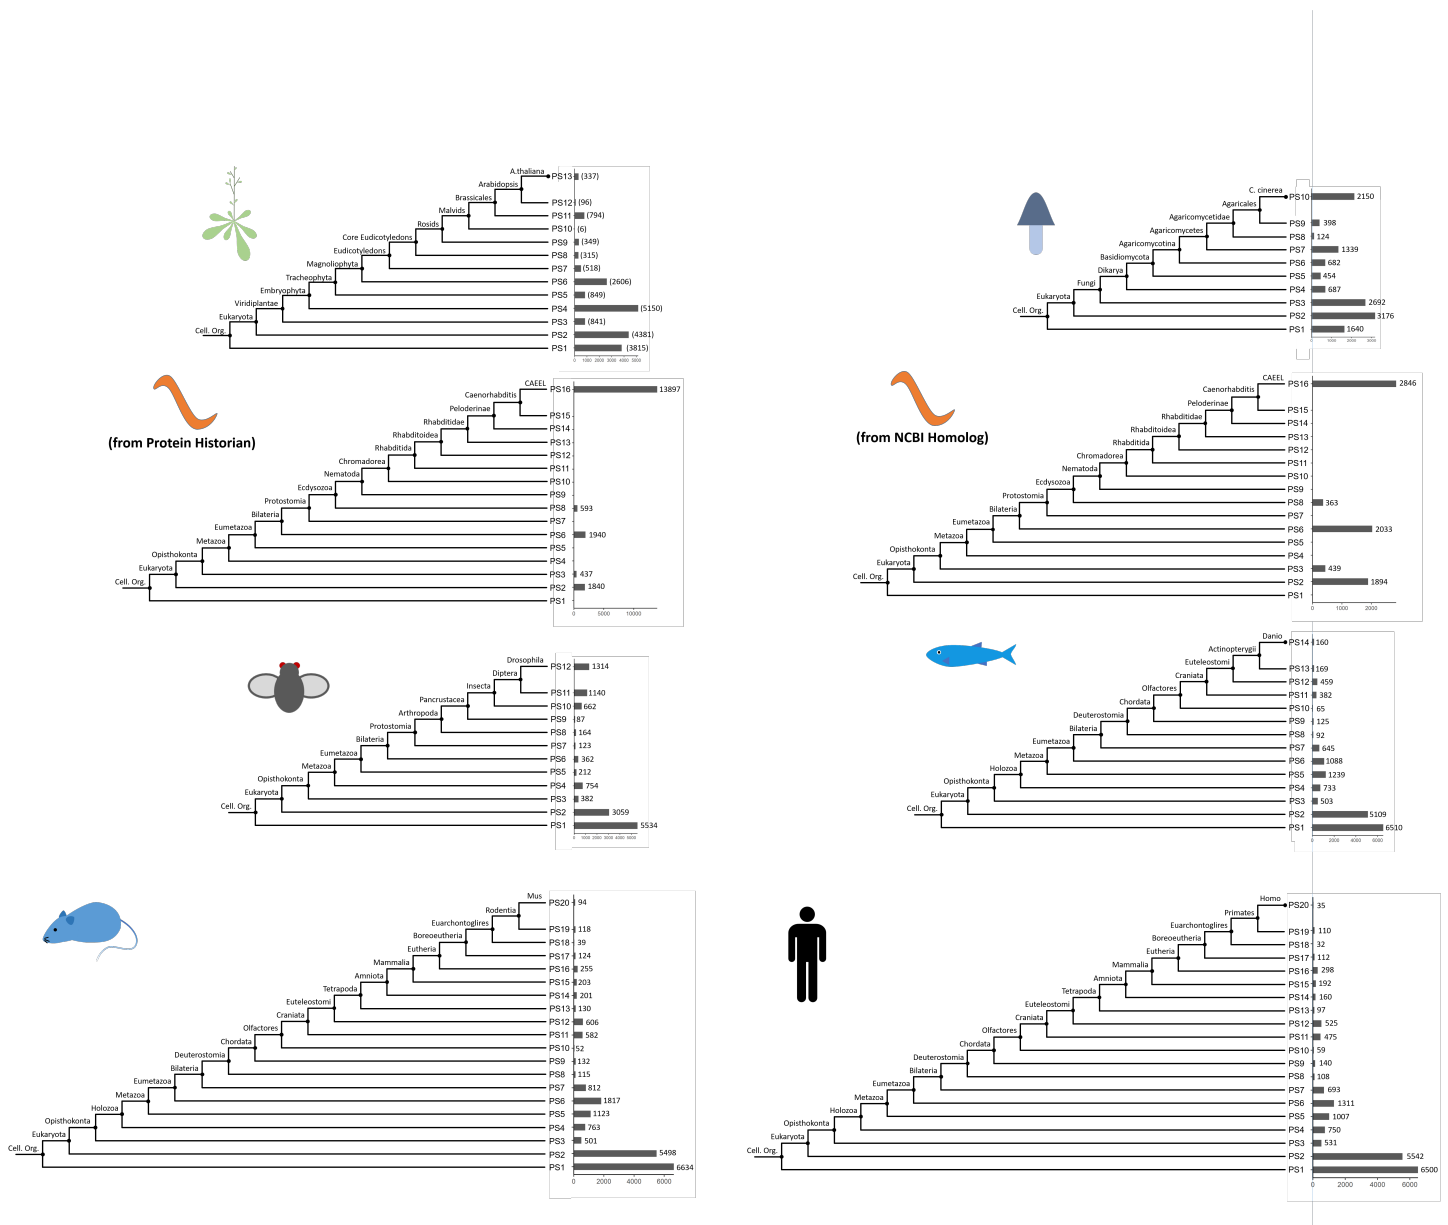 A.thaliana
PS13 (337)
Arabidopsis
Brassicales
PS12 (96)
Malvids
PS11 (794)
Rosids
PS10 (6)
Core Eudicotyledons
PS9 (349)
Eudicotyledons
PS8 (315)
Magnoliophyta
PS7 (518)
Tracheophyta
PS6 (2606)
Embryophyta
PS5 (849)
Viridiplantae
PS4 (5150)
Eukaryota
PS3 (841)
Cell. Org.
PS2 (4381)
PS1 (3815)
0 1000 2000 3000 4000 5000
C. cinerea
PS10 2150
Agaricales
Agaricomycetidae
PS9 398
Agaricomycetes
PS8 124
Agaricomycotina
PS7 1339
Basidiomycota
PS6 682
Dikarya
PS5 454
Fungi
PS4 687
Eukaryota
PS3 2692
Cell. Org.
PS2 3176
PS1 1640
0 1000 2000 3000
(from Protein Historian)
CAEEL
PS16 13897
Caenorhabditis
Peloderinae
PS15
Rhabditidae
PS14
Rhabditoidea
PS13
Rhabditida
PS12
Chromadorea
PS11
Nematoda
PS10
Ecdysozoa
PS9
Protostomia
PS8 593
Bilateria
PS7
Eumetazoa
PS6 1940
Metazoa
PS5
Opisthokonta
PS4
Eukaryota
PS3 437
Cell. Org.
PS2 1840
PS1
0 5000 10000
(from NCBI Homolog)
CAEEL
PS16 2846
Caenorhabditis
Peloderinae
PS15
Rhabditidae
PS14
Rhabditoidea
PS13
Rhabditida
PS12
Chromadorea
PS11
Nematoda
PS10
Ecdysozoa
PS9
Protostomia
PS8 363
Bilateria
PS7
Eumetazoa
PS6 2033
Metazoa
PS5
Opisthokonta
PS4
Eukaryota
PS3 439
Cell. Org.
PS2 1894
PS1
0 1000 2000
Drosophila
PS12 1314
Diptera
Insecta
PS11 1140
Pancrustacea
PS10 662
Arthropoda
PS9 87
Protostomia
PS8 164
Bilateria
PS7 123
Eumetazoa
PS6 362
Metazoa
PS5 212
Opisthokonta
PS4 754
Eukaryota
PS3 382
Cell. Org.
PS2 3059
PS1 5534
0 1000 2000 3000 4000 5000
Danio
PS14 160
Actinopterygii
Euteleostomi
PS13 169
Craniata
PS12 459
Olfactores
PS11 382
Chordata
PS10 65
Deuterostomia
PS9 125
Bilateria
PS8 92
Eumetazoa
PS7 645
Metazoa
PS6 1088
Holozoa
PS5 1239
Opisthokonta
PS4 733
Eukaryota
PS3 503
Cell. Org.
PS2 5109
PS1 6510
0 2000 4000 6000
Mus
PS20 94
Rodentia
Euarchontoglires
PS19 118
Boreoeutheria
PS18 39
Eutheria
PS17 124
Mammalia
PS16 255
Amniota
PS15 203
Tetrapoda
PS14 201
Euteleostomi
PS13 130
Craniata
PS12 606
Olfactores
PS11 582
Chordata
PS10 52
Deuterostomia
PS9 132
Bilateria
PS8 115
Eumetazoa
PS7 812
Metazoa
PS6 1817
Holozoa
PS5 1123
Opisthokonta
PS4 763
Eukaryota
PS3 501
Cell. Org.
PS2 5498
PS1 6634
0 2000 4000 6000
Homo
PS20 35
Primates
Euarchontoglires
PS19 110
Boreoeutheria
PS18 32
Eutheria
PS17 112
Mammalia
PS16 298
Amniota
PS15 192
Tetrapoda
PS14 160
Euteleostomi
PS13 97
Craniata
PS12 525
Olfactores
PS11 475
Chordata
PS10 59
Deuterostomia
PS9 140
Bilateria
PS8 108
Eumetazoa
PS7 693
Metazoa
PS6 1311
Holozoa
PS5 1007
Opisthokonta
PS4 750
Eukaryota
PS3 531
Cell. Org.
PS2 5542
PS1 6500
0 2000 4000 6000